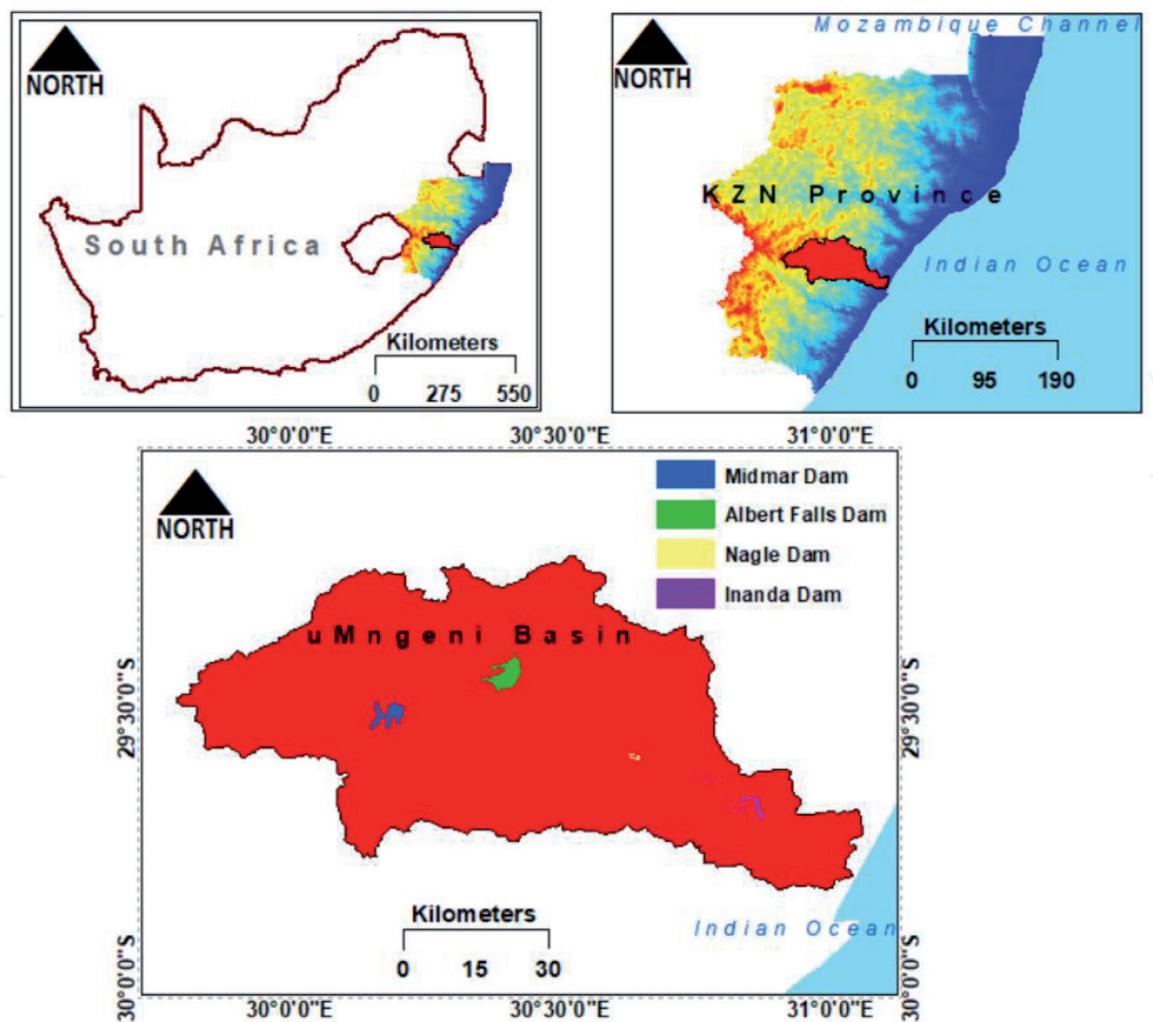 NORTH
South Africa
Kilometers
0 275 550
Mozambique Channel
NORTH
KZN Province
Indian Ocean
Kilometers
0 95 190
30°0'0"E 30°30'0"E 31°0'0"E
NORTH
Midmar Dam
Albert Falls Dam
Nagle Dam
Inanda Dam
uMngeni Basin
29°30'0"S
29°30'0"S
Kilometers
0 15 30
Indian Ocean
30°0'0"S
30°0'0"S
30°0'0"E 30°30'0"E 31°0'0"E